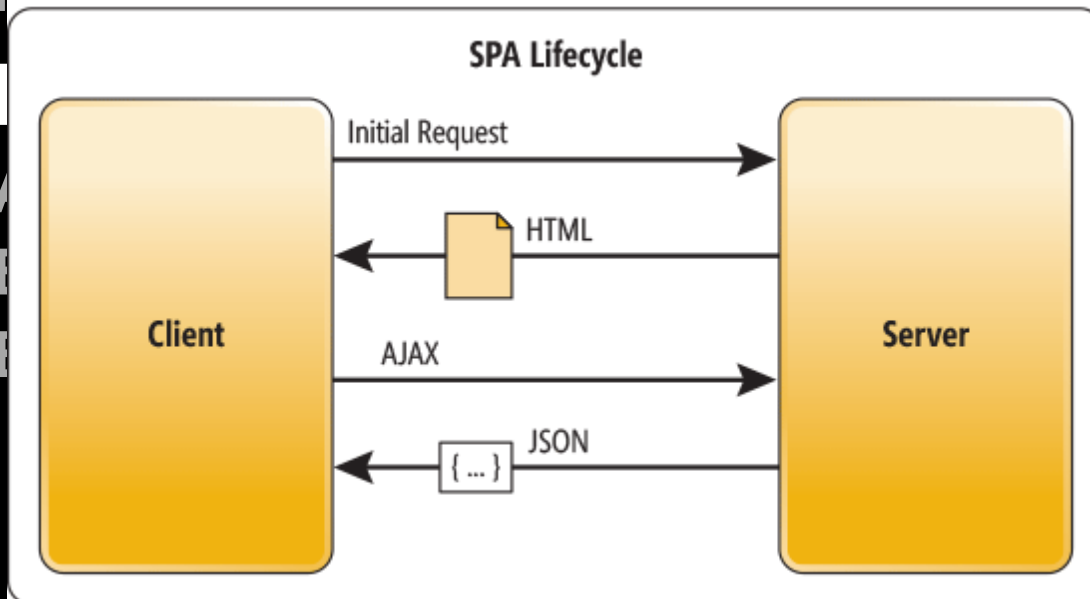 SPA Lifecycle
Initial Request
HTML
Client
Server
AJAX
JSON
{ ... }